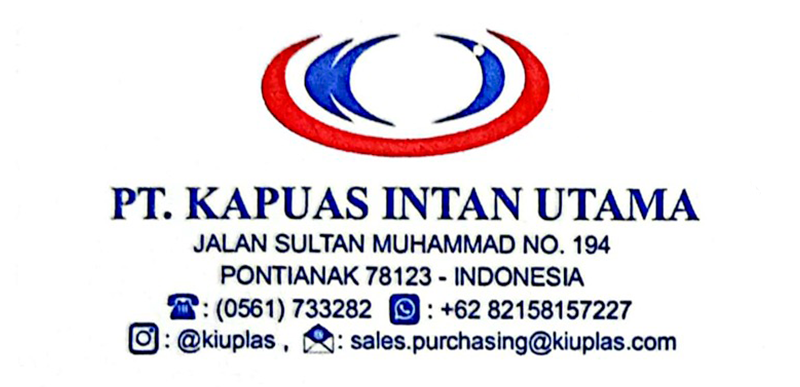 PT. KAPUAS INTAN UTAMA
JALAN SULTAN MUHAMMAD NO. 194
PONTIANAK 78123 - INDONESIA
: (0561) 733282 : +62 82158157227
: @kiuplas , : sales.purchasing@kiuplas.com